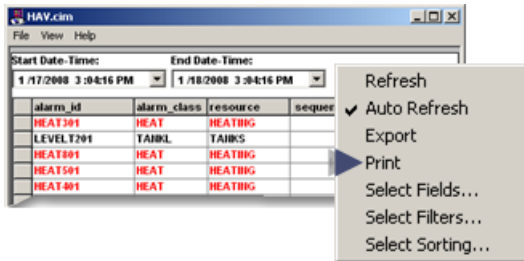 HAV.cim
File View Help
Start Date-Time: End Date-Time:
1 /17/2008 3 :04:16 PM 1 /18/2008 3 :04:16 PM
alarm_id alarm_class resource sequen
HEAT301 HEAT HEATING
LEVELT201 TANKL TANKS
HEAT801 HEAT HEATING
HEAT501 HEAT HEATING
HEAT401 HEAT HEATING
Refresh
Auto Refresh
Export
Print
Select Fields...
Select Filters...
Select Sorting...